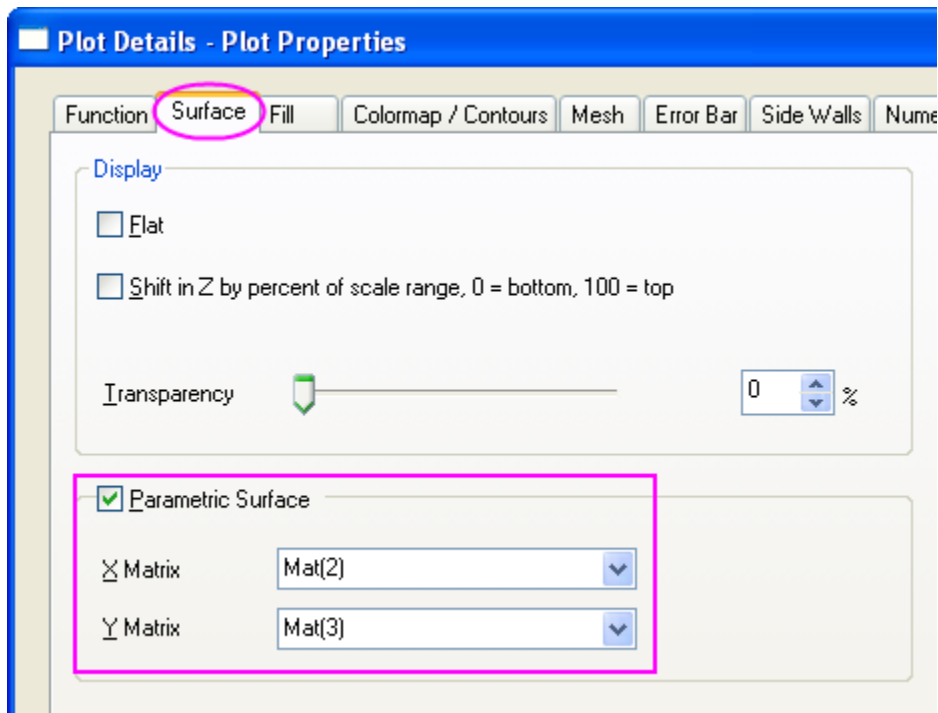 Plot Details - Plot Properties
Function Surface Fill Colormap / Contours Mesh Error Bar Side Walls Nume
Display
Flat
Shift in Z by percent of scale range, 0 = bottom, 100 = top
Transparency 0 %
Parametric Surface
X Matrix Mat(2)
Y Matrix Mat(3)